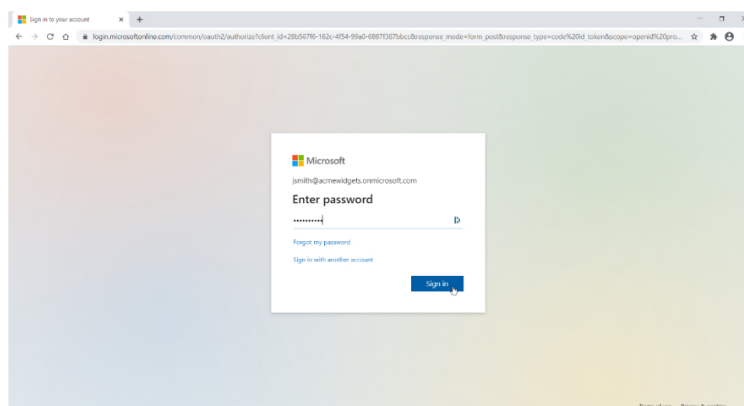 Sign in to your account
login.microsoftonline.com/common/oauth2/authorize?
Microsoft
jsmith@acmewidgets.onmicrosoft.com
Enter password
••••••••••
Forgot my password
Sign in with another account
Sign in